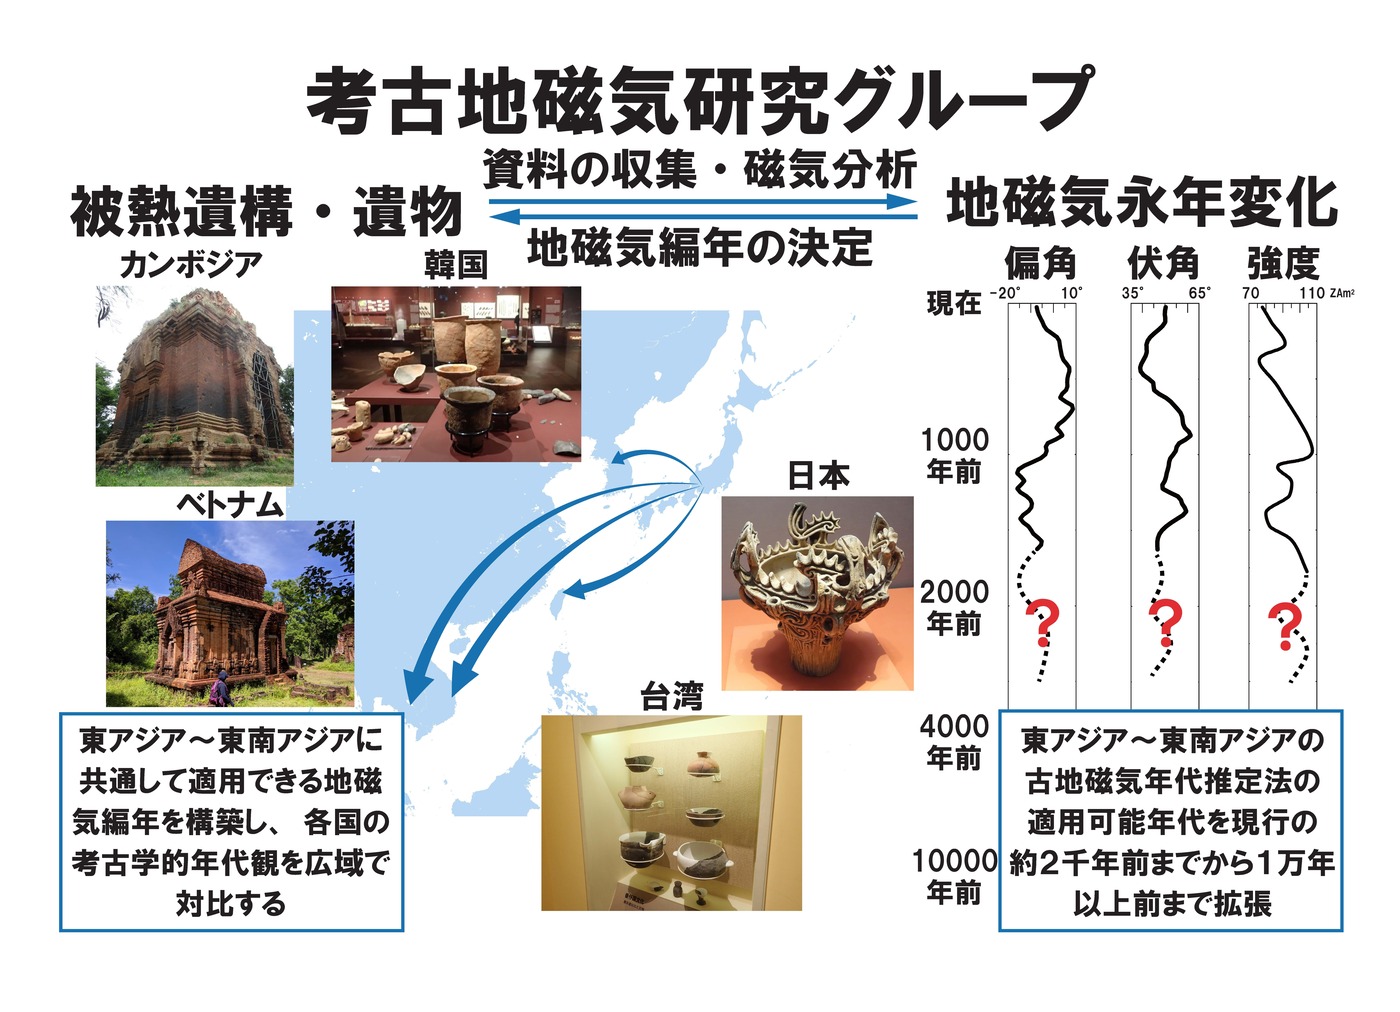 考古地磁気研究グループ
資料の収集・磁気分析
被熱遺構・遺物
地磁気永年変化
地磁気編年の決定
カンボジア
韓国
ベトナム
日本
台湾
偏角 伏角 強度
現在 -20° 10° 35° 65° 70 110 ZAm²
1000
年前
2000
年前
? ? ?
4000
年前
10000
年前
東アジア～東南アジアに
共通して適用できる地磁
気編年を構築し、各国の
考古学的年代観を広域で
対比する
東アジア～東南アジアの
古地磁気年代推定法の
適用可能年代を現行の
約2千年前までから1万年
以上前まで拡張